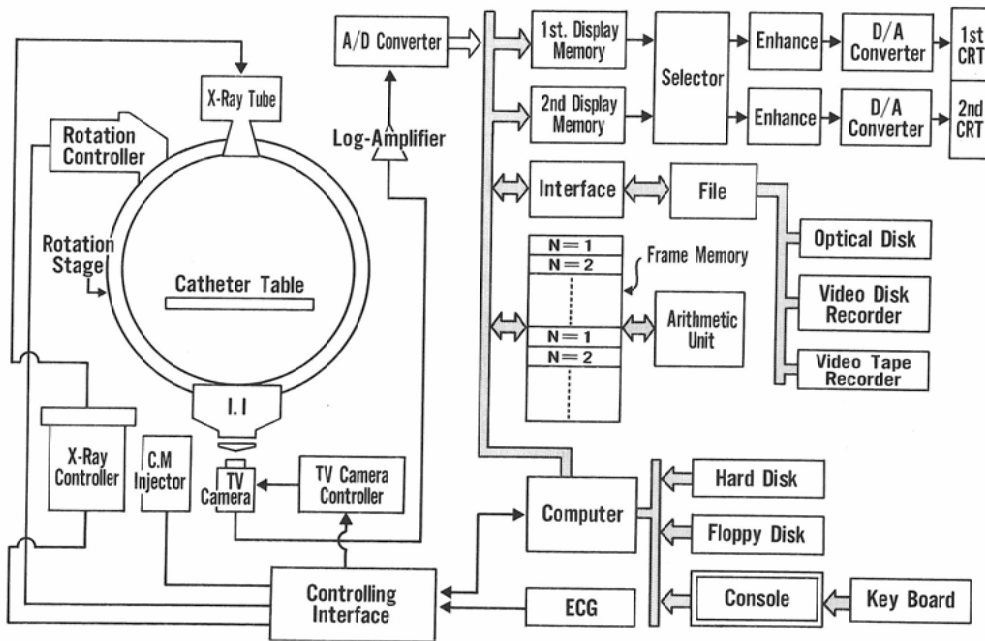 A/D Converter
1st. Display
Memory
Selector
Enhance
D/A
Converter
1st
CRT
2nd Display
Memory
Enhance
D/A
Converter
2nd
CRT
X-Ray Tube
Rotation
Controller
Log-Amplifier
Interface
File
Rotation
Stage
Catheter Table
N=1
N=2
Frame Memory
N=1
N=2
Arithmetic
Unit
Optical Disk
Video Disk
Recorder
Video Tape
Recorder
I.I
X-Ray
Controller
C.M
Injector
TV
Camera
TV Camera
Controller
Computer
Hard Disk
Floppy Disk
Controlling
Interface
ECG
Console
Key Board